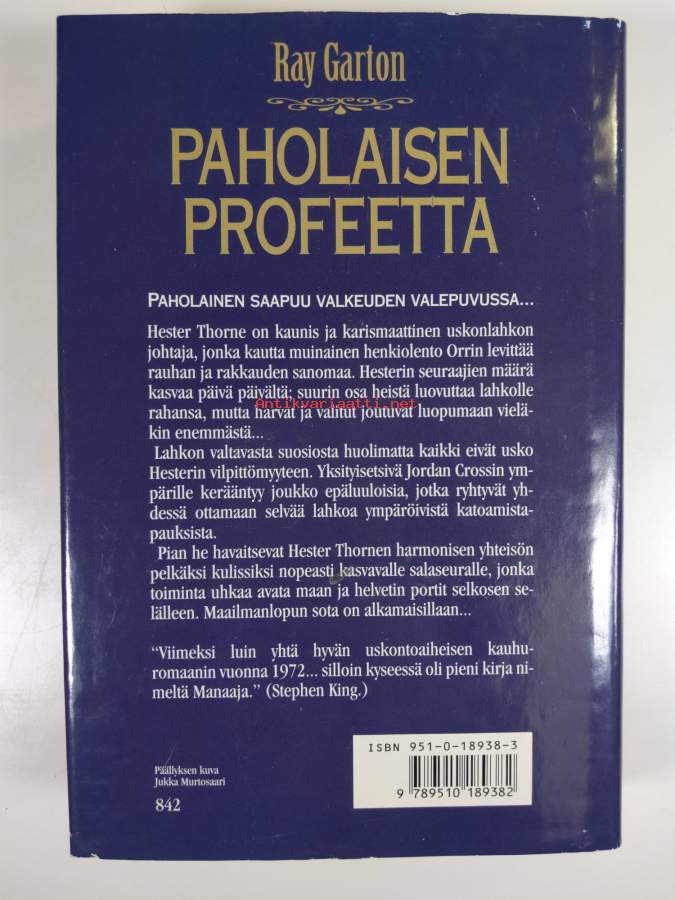 Ray Garton
PAHOLAISEN
PROFEETTA
PAHOLAINEN SAAPUU VALKEUDEN VALEPUVUSSA...
Hester Thorne on kaunis ja karismaattinen uskonlahkon
johtaja, jonka kautta muinainen henkiolento Orrin levittää
rauhan ja rakkauden sanomaa. Hesterin seuraajien määrä
kasvaa päivä päivältä; suurin osa heistä luovuttaa lahkolle
rahansa, mutta harvat ja valitut joutuvat luopumaan vielä-
Antikvariaatti.net
kin enemmästä...
Lahkon valtavasta suosiosta huolimatta kaikki eivät usko
Hesterin vilpittömyyteen. Yksityisetsivä Jordan Crossin ym-
pärille kerääntyy joukko epäluuloisia, jotka ryhtyvät yh-
dessä ottamaan selvää lahkoa ympäröivistä katoamista-
pauksista.
Pian he havaitsevat Hester Thornen harmonisen yhteisön
pelkäksi kulissiksi nopeasti kasvavalle salaseuralle, jonka
toiminta uhkaa avata maan ja helvetin portit selkosen se-
lälleen. Maailmanlopun sota on alkamaisillaan...
“Viimeksi luin yhtä hyvän uskontoaiheisen kauhu-
romaanin vuonna 1972... silloin kyseessä oli pieni kirja ni-
meltä Manaaja.” (Stephen King.)
ISBN 951-0-18938-3
9 789510 189382
Päällyksen kuva
Jukka Murtosaari
842